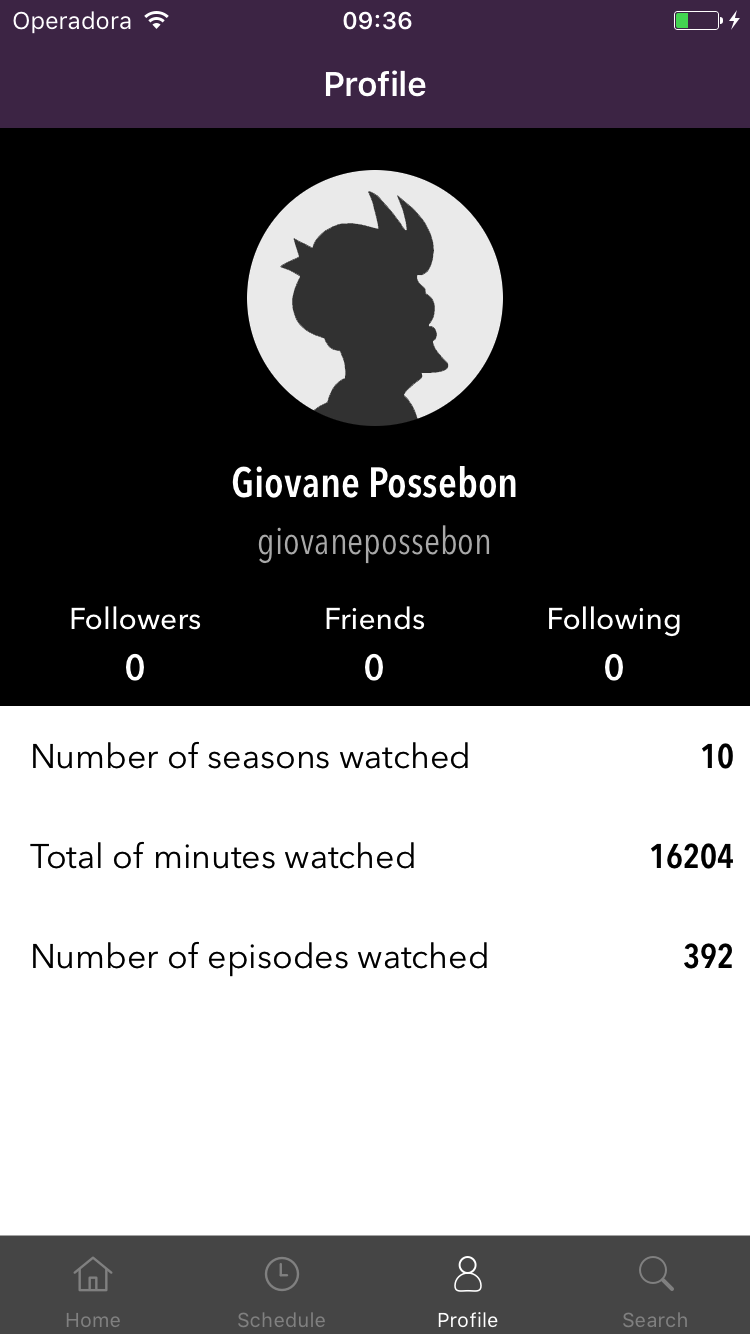 Operadora 09:36
Profile
Giovane Possebon
giovanepossebon
Followers Friends Following
0 0 0
Number of seasons watched 10
Total of minutes watched 16204
Number of episodes watched 392
Home Schedule Profile Search